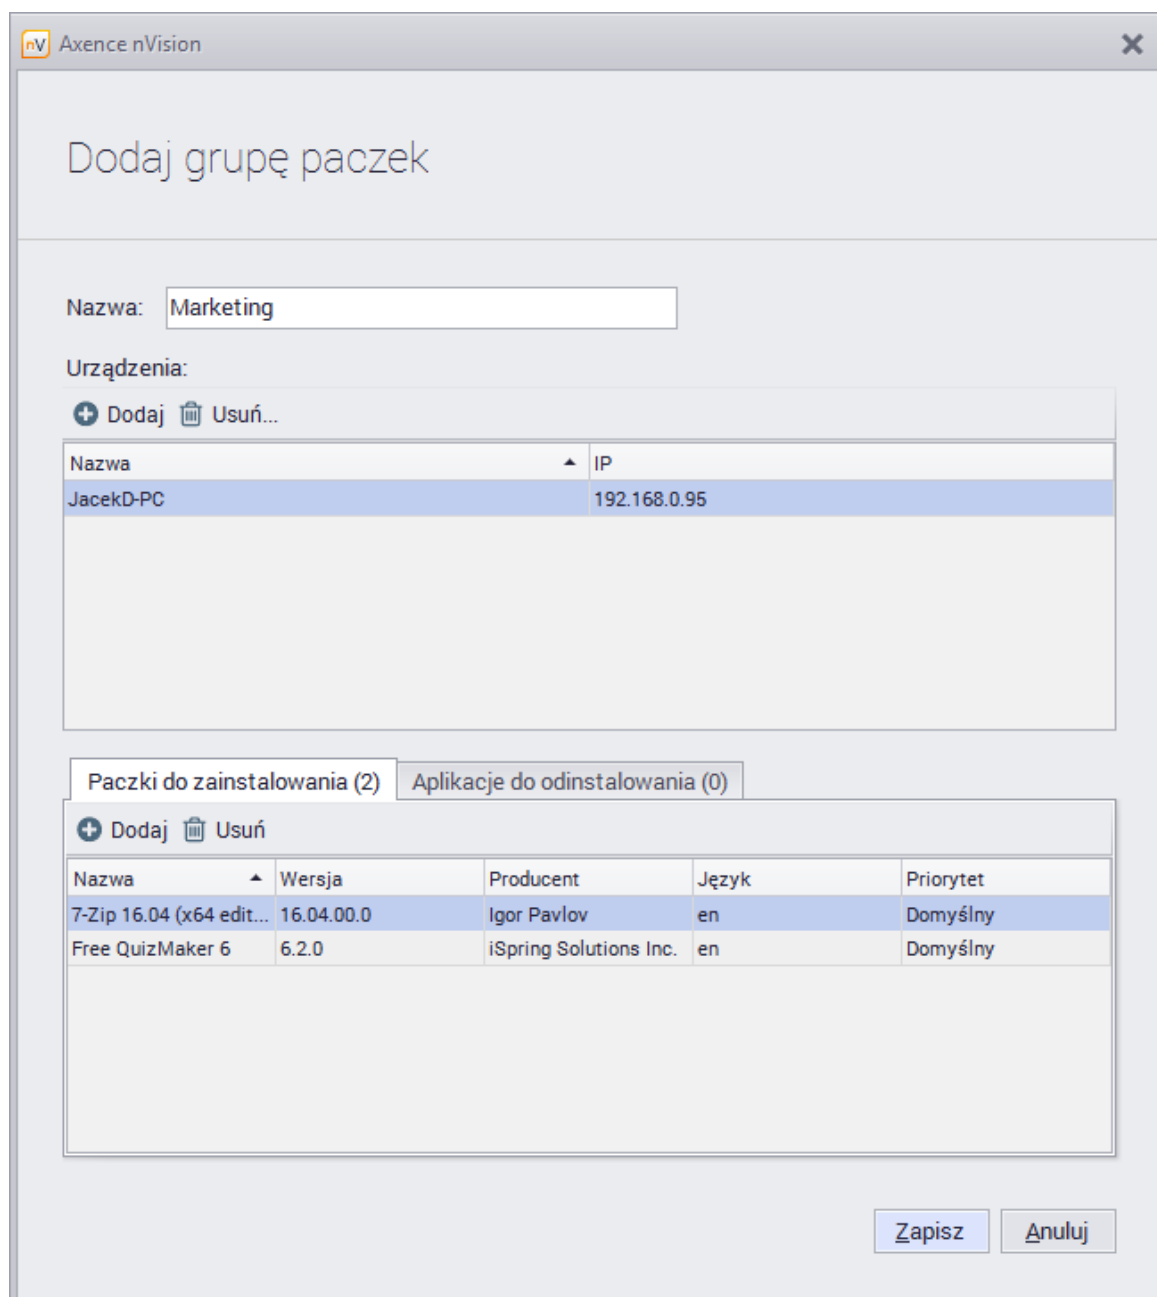 nV Axence nVision
Dodaj grupę paczek
Nazwa: Marketing
Urządzenia:
Dodaj Usuń...
Nazwa IP
JacekD-PC 192.168.0.95
Paczki do zainstalowania (2) Aplikacje do odinstalowania (0)
Dodaj Usuń
Nazwa Wersja Producent Język Priorytet
7-Zip 16.04 (x64 edit... 16.04.00.0 Igor Pavlov en Domyślny
Free QuizMaker 6 6.2.0 iSpring Solutions Inc. en Domyślny
Zapisz Anuluj